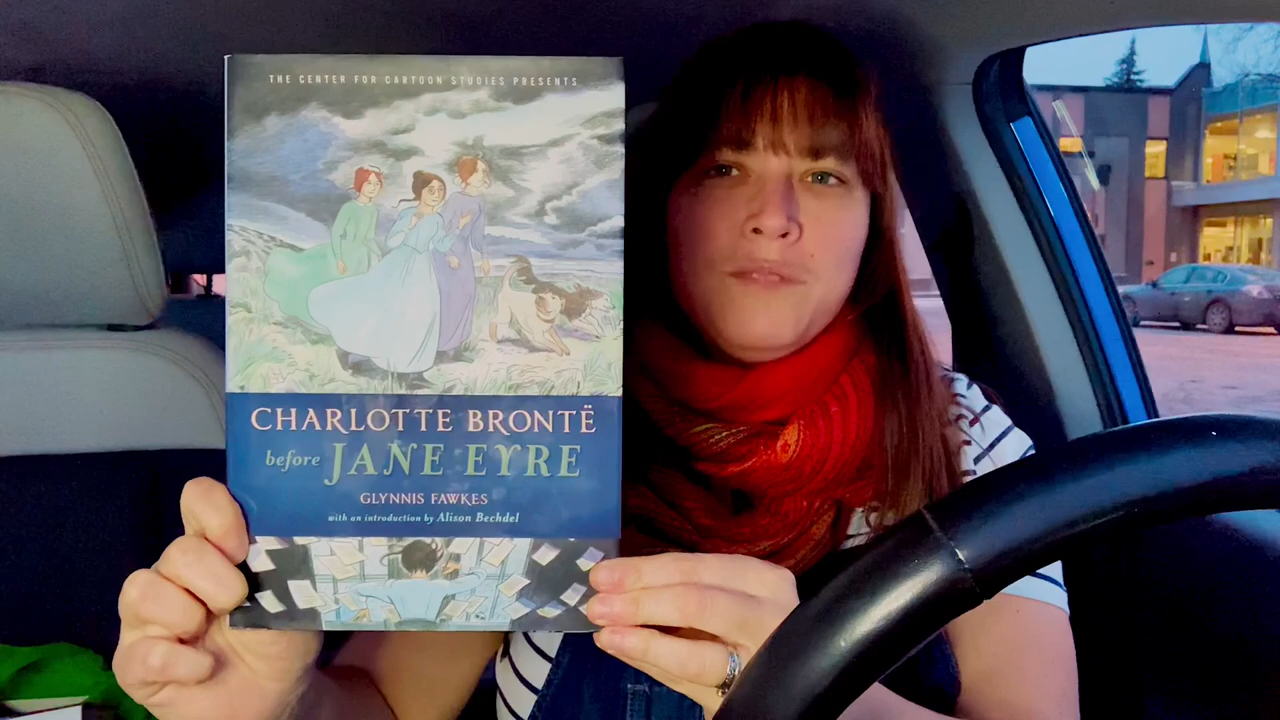 THE CENTER FOR CARTOON STUDIES PRESENTS
CHARLOTTE BRONTË
before JANE EYRE
GLYNNIS FAWKES
with an introduction by Alison Bechdel